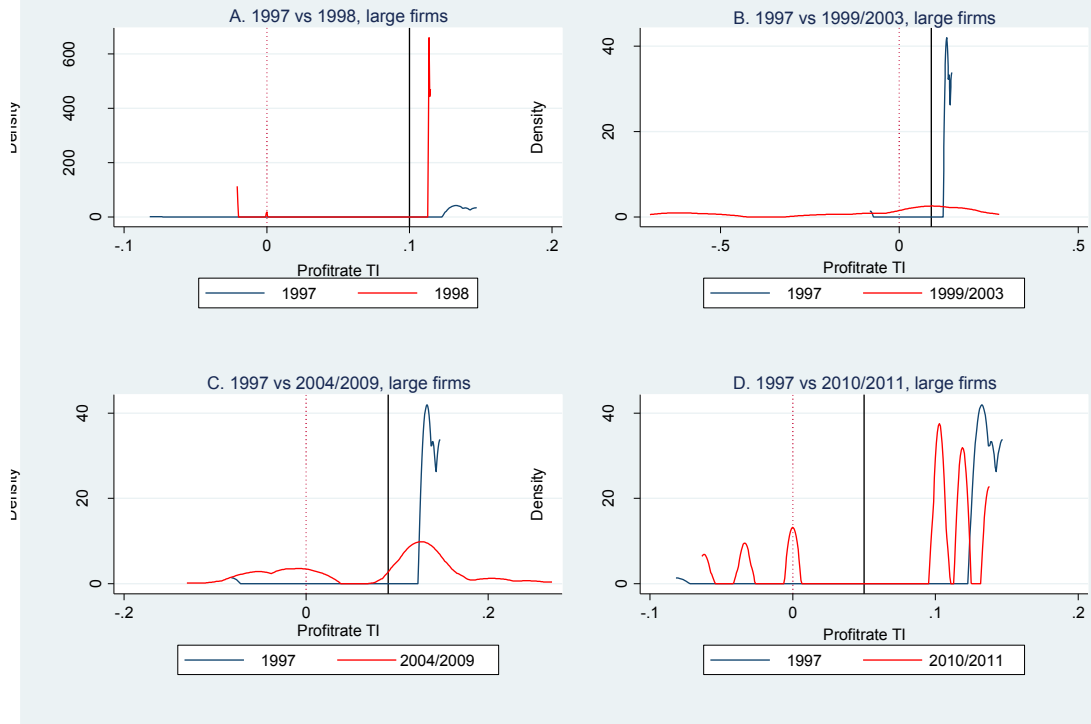 A. 1997 vs 1998, large firms
Density
600
400
200
0
-.1 0 .1 .2
Profitrate TI
1997 1998
B. 1997 vs 1999/2003, large firms
Density
40
20
0
-.5 0 .5
Profitrate TI
1997 1999/2003
C. 1997 vs 2004/2009, large firms
Density
40
20
0
-.2 0 .2
Profitrate TI
1997 2004/2009
D. 1997 vs 2010/2011, large firms
Density
40
20
0
-.1 0 .1 .2
Profitrate TI
1997 2010/2011